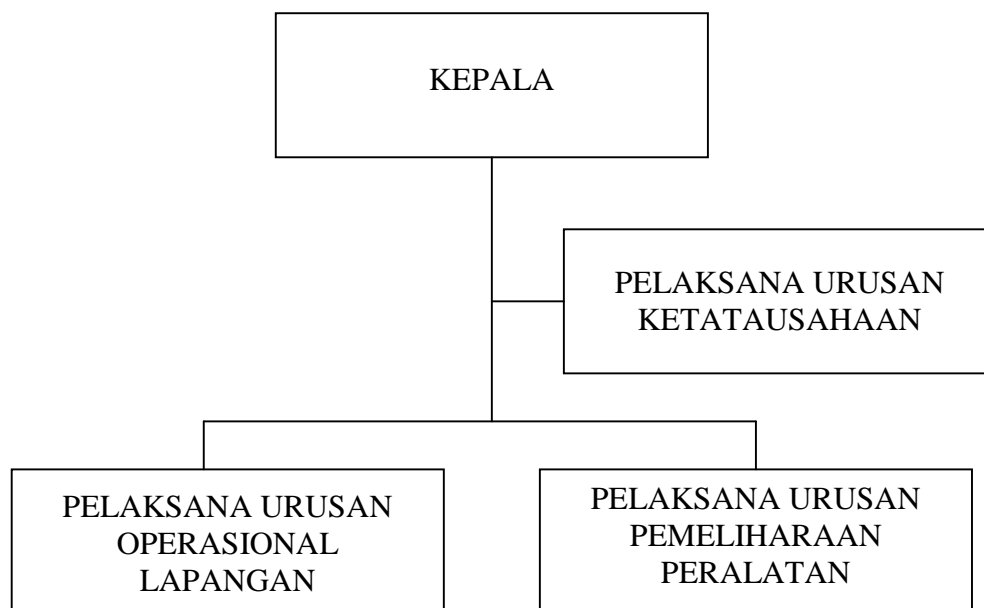 KEPALA
PELAKSANA URUSAN
KETATAUSAHAAN
PELAKSANA URUSAN
OPERASIONAL
LAPANGAN
PELAKSANA URUSAN
PEMELIHARAAN
PERALATAN